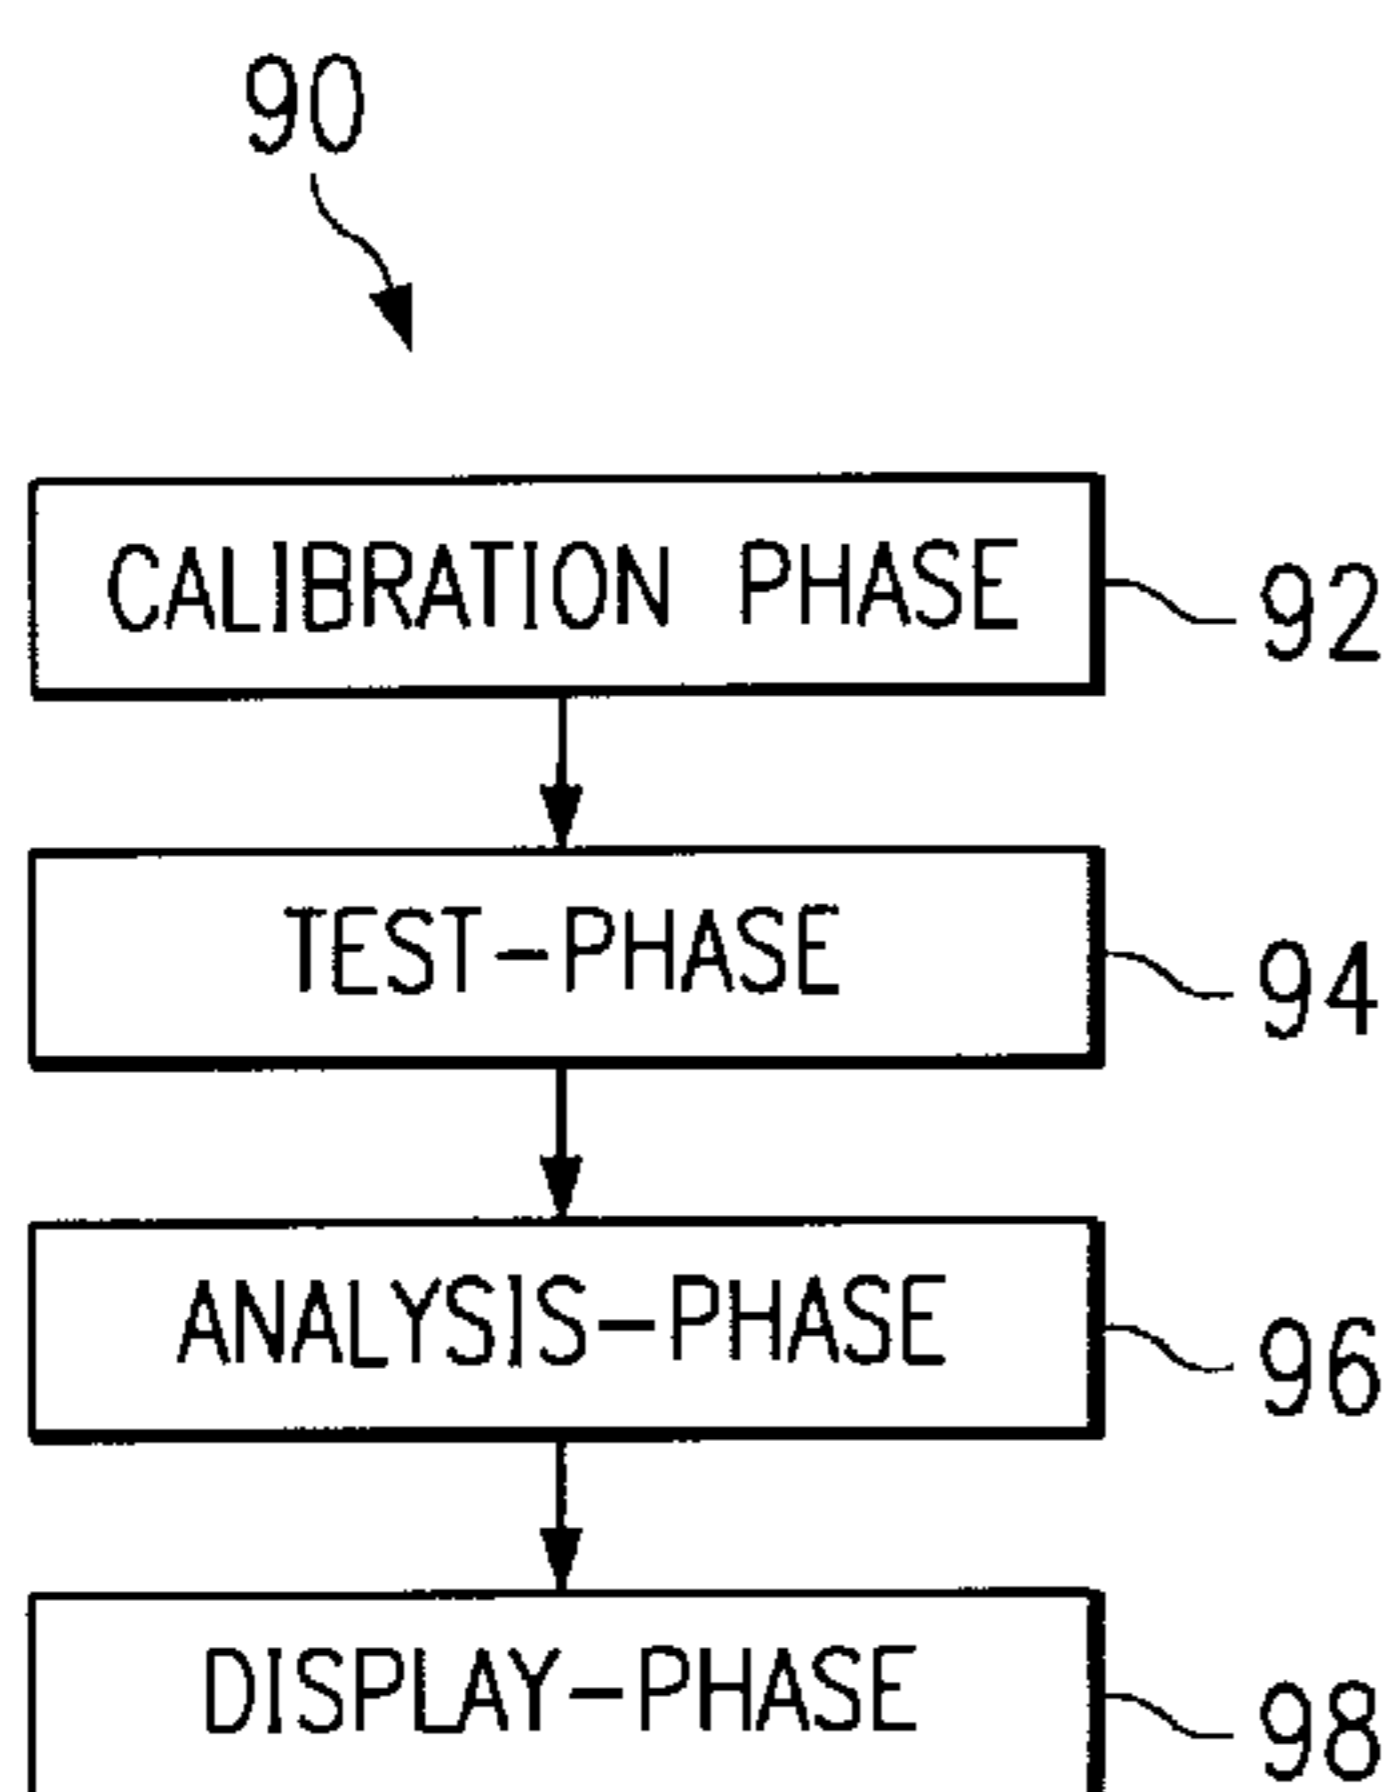 90
CALIBRATION PHASE
92
TEST-PHASE
94
ANALYSIS-PHASE
96
DISPLAY-PHASE
98